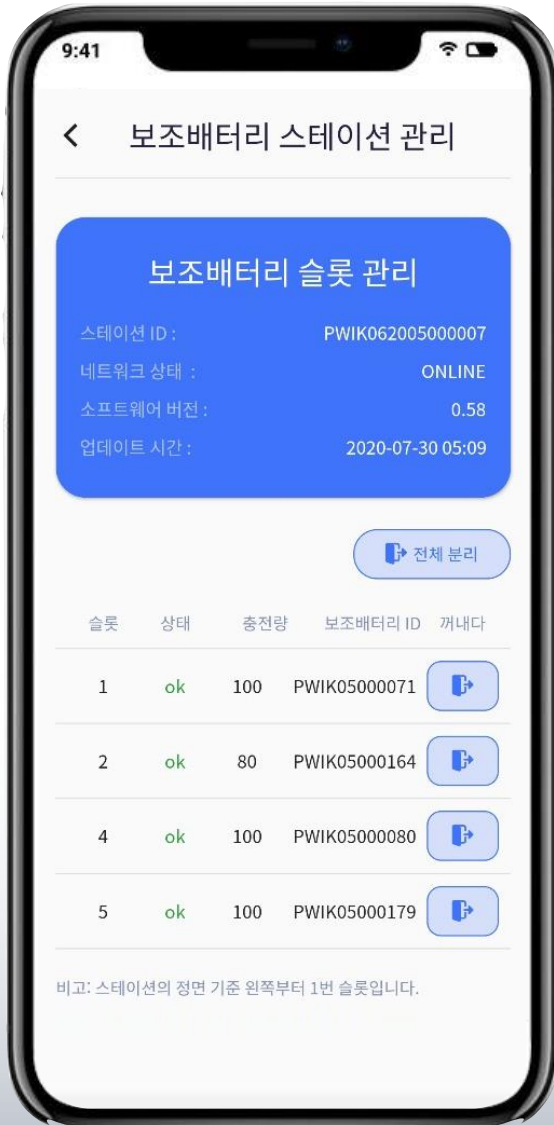 9:41
보조배터리 스테이션 관리
보조배터리 슬롯 관리
스테이션 ID : PWIK062005000007
네트워크 상태 : ONLINE
소프트웨어 버전 : 0.58
업데이트 시간 : 2020-07-30 05:09
전체 분리
슬롯 상태 충전량 보조배터리 ID 꺼내다
1 ok 100 PWIK05000071
2 ok 80 PWIK05000164
4 ok 100 PWIK05000080
5 ok 100 PWIK05000179
비고: 스테이션의 정면 기준 왼쪽부터 1번 슬롯입니다.